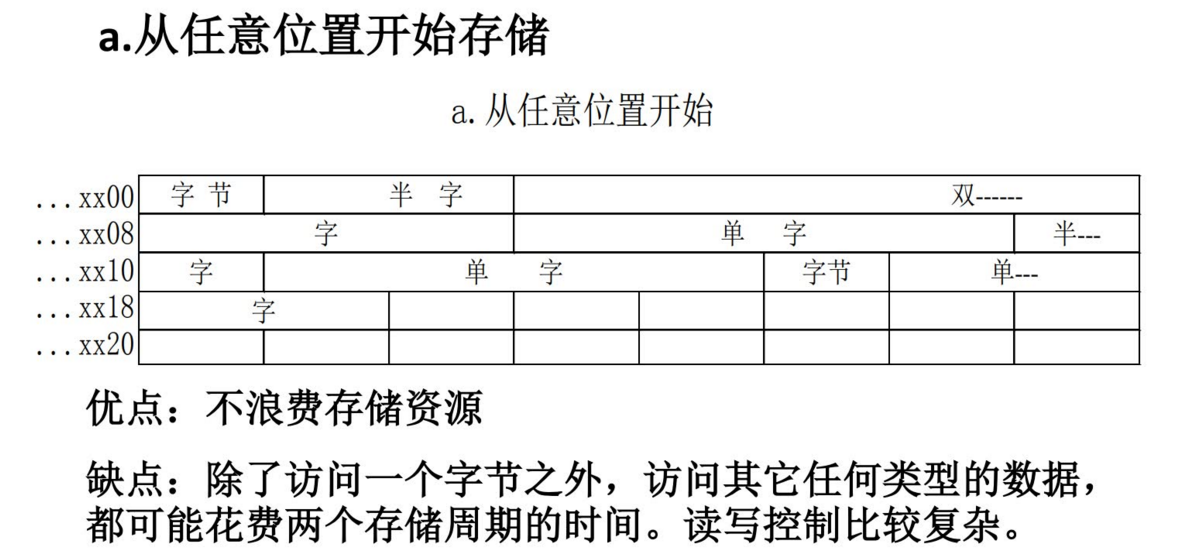 a.从任意位置开始存储
a.从任意位置开始
...xx00 字 节 半 字 双------
...xx08 字 单 字 半---
...xx10 字 单 字 字节 单---
...xx18 字
...xx20
优点：不浪费存储资源
缺点：除了访问一个字节之外，访问其它任何类型的数据，
都可能花费两个存储周期的时间。读写控制比较复杂。